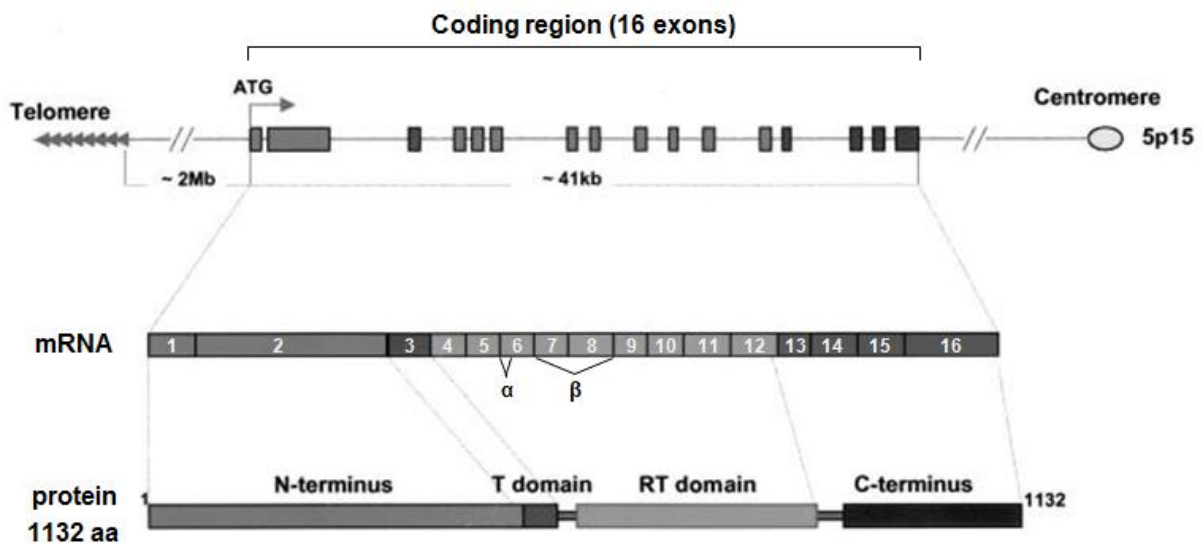 Coding region (16 exons)
ATG
Telomere
Centromere
5p15
~ 2Mb
~ 41kb
mRNA
1 2 3 4 5 6 7 8 9 10 11 12 13 14 15 16
α β
N-terminus T domain RT domain C-terminus
protein
1 1132
1132 aa